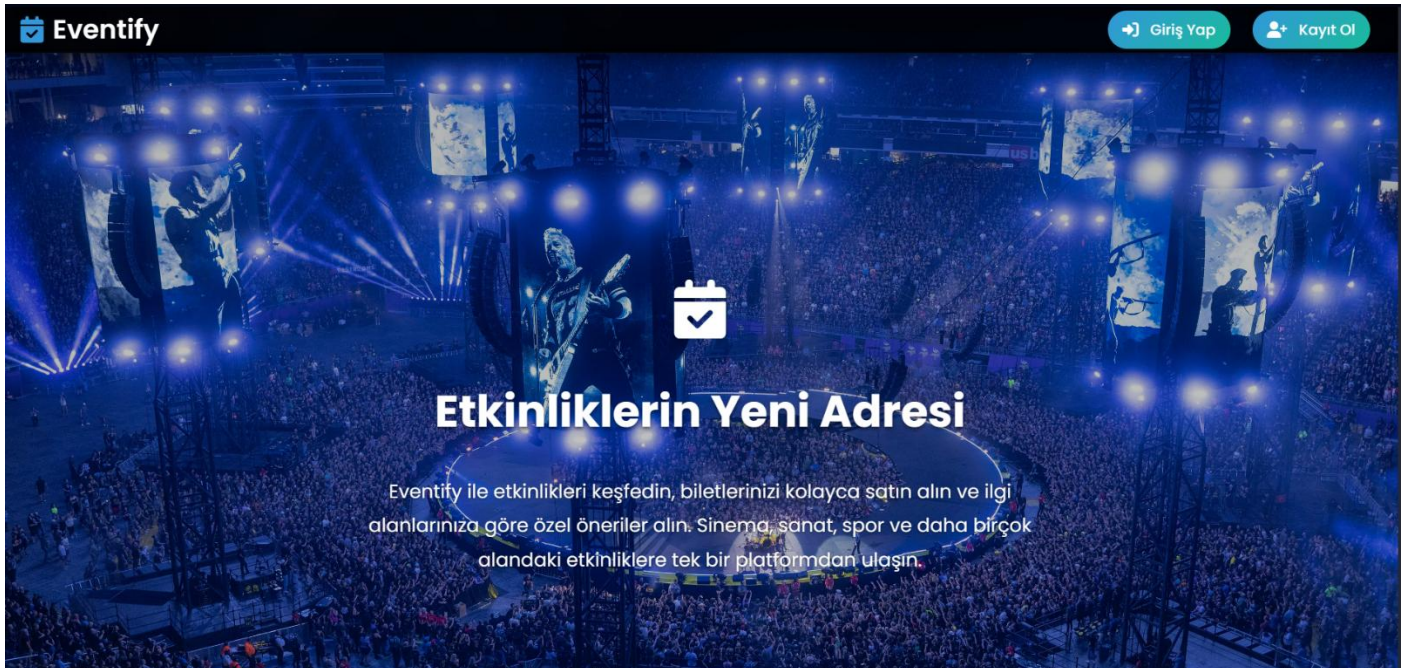 Eventify
Giriş Yap
Kayıt Ol
usb
Etkinliklerin Yeni Adresi
Eventify ile etkinlikleri keşfedin, biletlerinizi kolayca satın alın ve ilgi
alanlarınıza göre özel öneriler alın. Sinema, sanat, spor ve daha birçok
alandaki etkinliklere tek bir platformdan ulaşın.